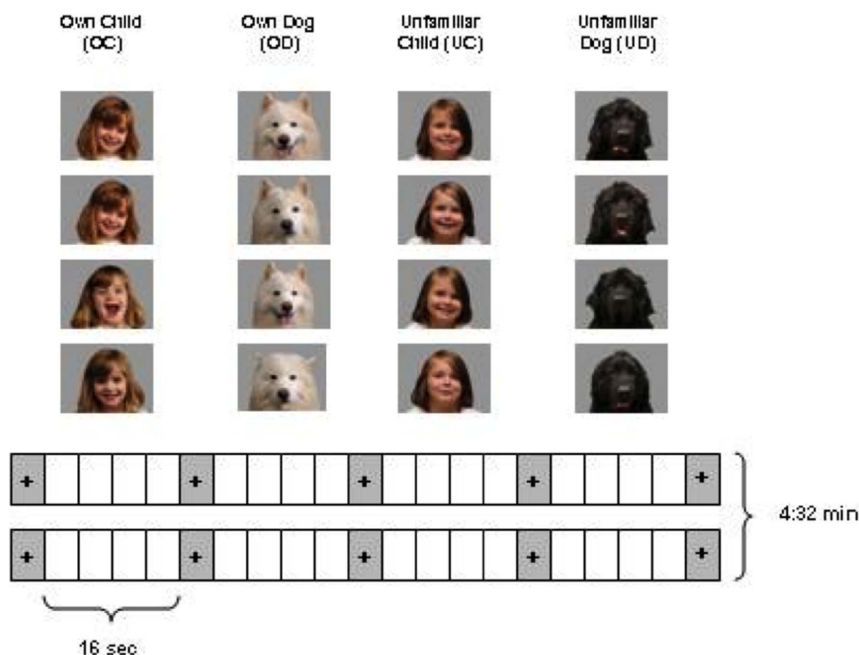 Own Child
(OC)
Own Dog
(OD)
Unfamiliar
Child (UC)
Unfamiliar
Dog (UD)
+ + + + +
+ + + + +
4:32 min
16 sec